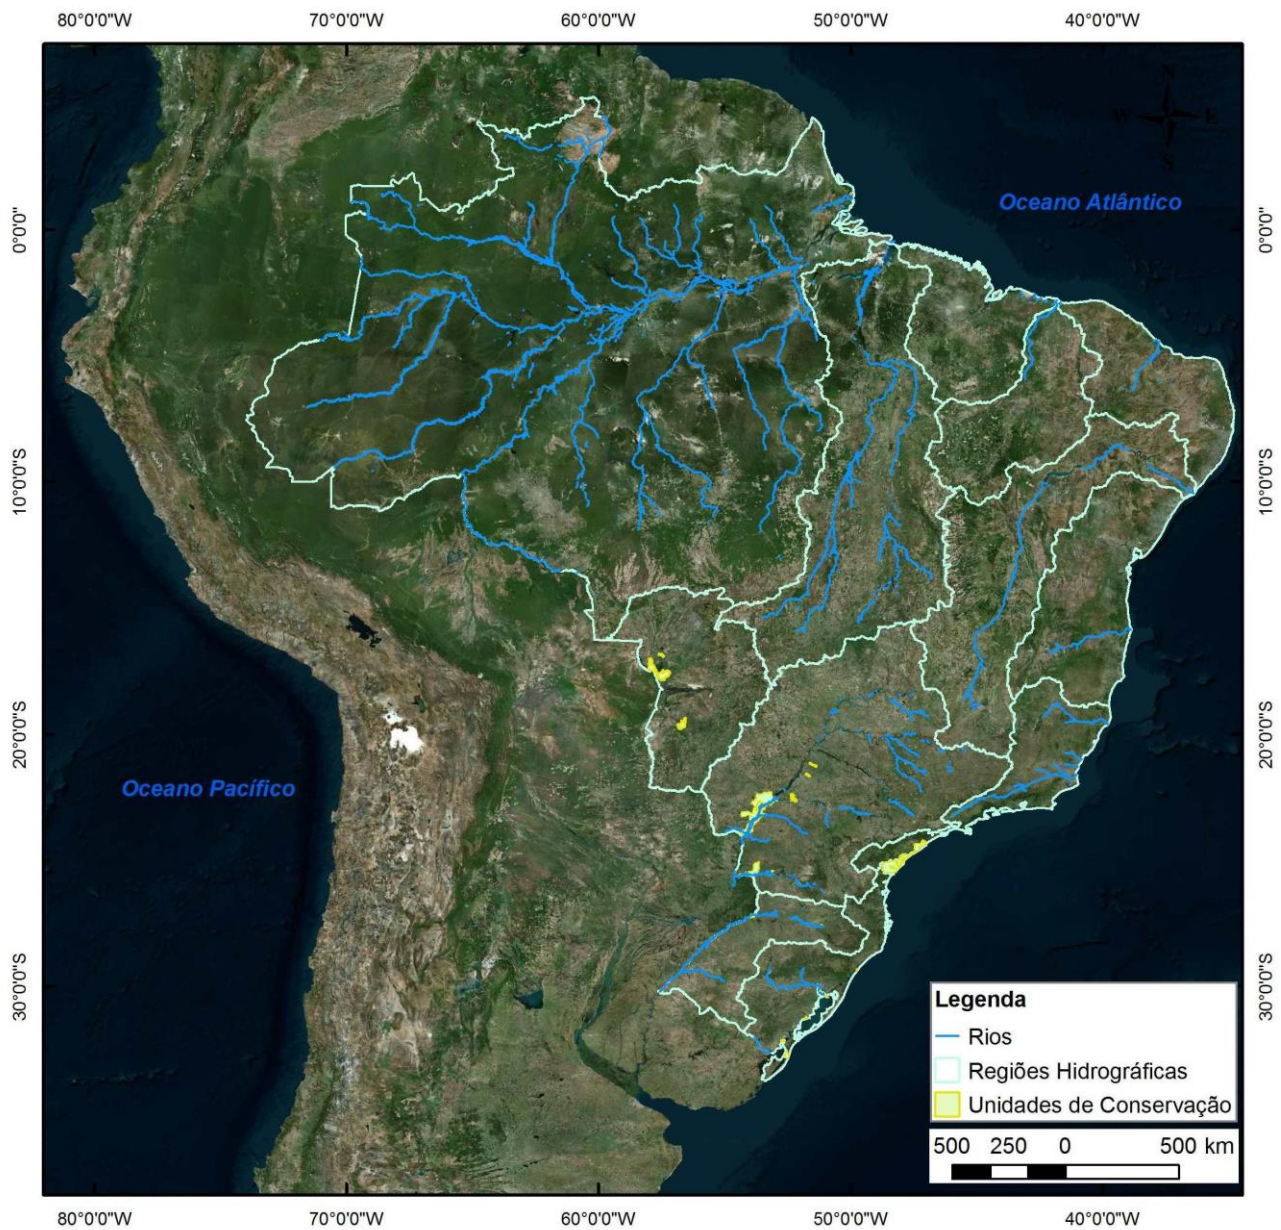 80°0'0"W 70°0'0"W 60°0'0"W 50°0'0"W 40°0'0"W
N
W E
S
Oceano Atlântico
0°0'0" 0°0'0"
10°0'0"S 10°0'0"S
20°0'0"S 20°0'0"S
Oceano Pacífico
30°0'0"S 30°0'0"S
Legenda
Rios
Regiões Hidrográficas
Unidades de Conservação
500 250 0 500 km
80°0'0"W 70°0'0"W 60°0'0"W 50°0'0"W 40°0'0"W